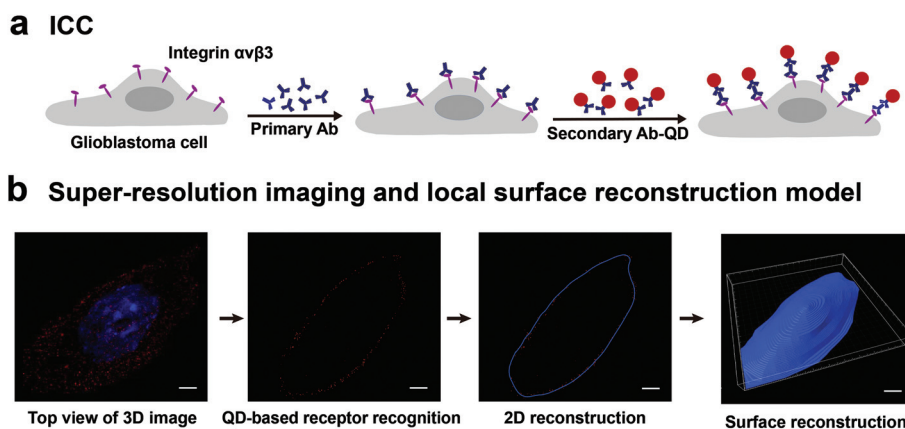 a ICC
Integrin αvβ3
Glioblastoma cell
Primary Ab
Secondary Ab-QD
b Super-resolution imaging and local surface reconstruction model
Top view of 3D image
QD-based receptor recognition
2D reconstruction
Surface reconstruction